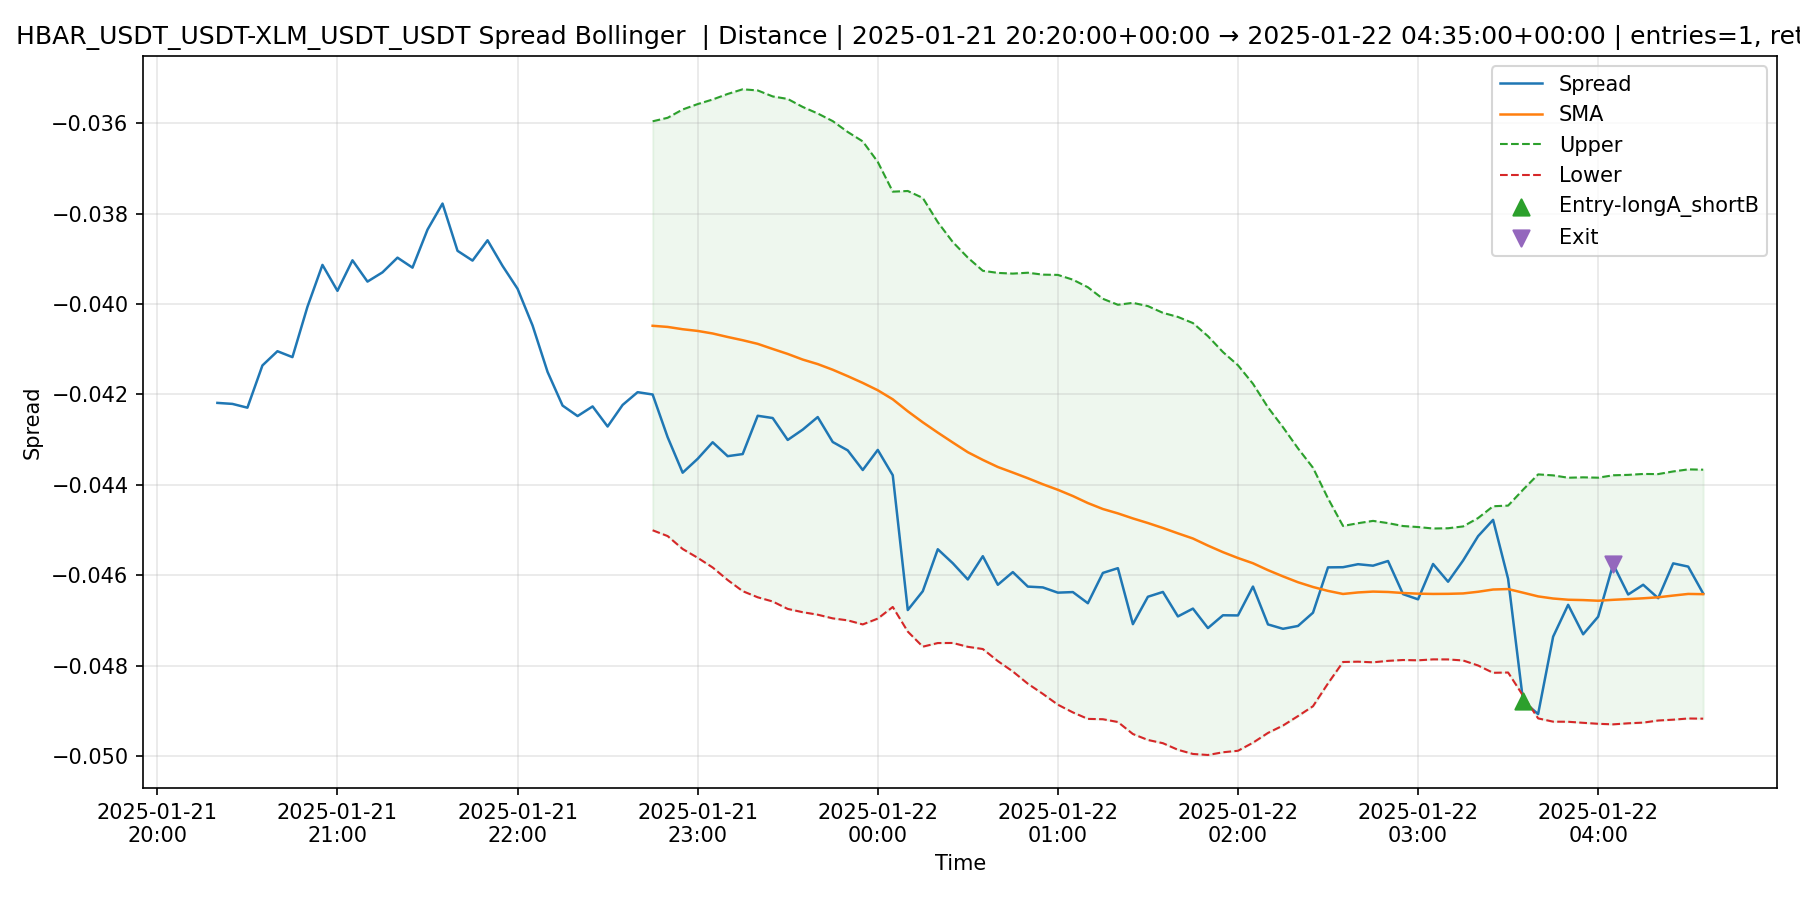 HBAR_USDT_USDT-XLM_USDT_USDT Spread Bollinger | Distance | 2025-01-21 20:20:00+00:00 → 2025-01-22 04:35:00+00:00 | entries=1, ret
Spread
SMA
Upper
Lower
Entry-longA_shortB
Exit
−0.036
−0.038
−0.040
−0.042
−0.044
−0.046
−0.048
−0.050
Spread
2025-01-21
20:00
2025-01-21
21:00
2025-01-21
22:00
2025-01-21
23:00
2025-01-22
00:00
2025-01-22
01:00
2025-01-22
02:00
2025-01-22
03:00
2025-01-22
04:00
Time